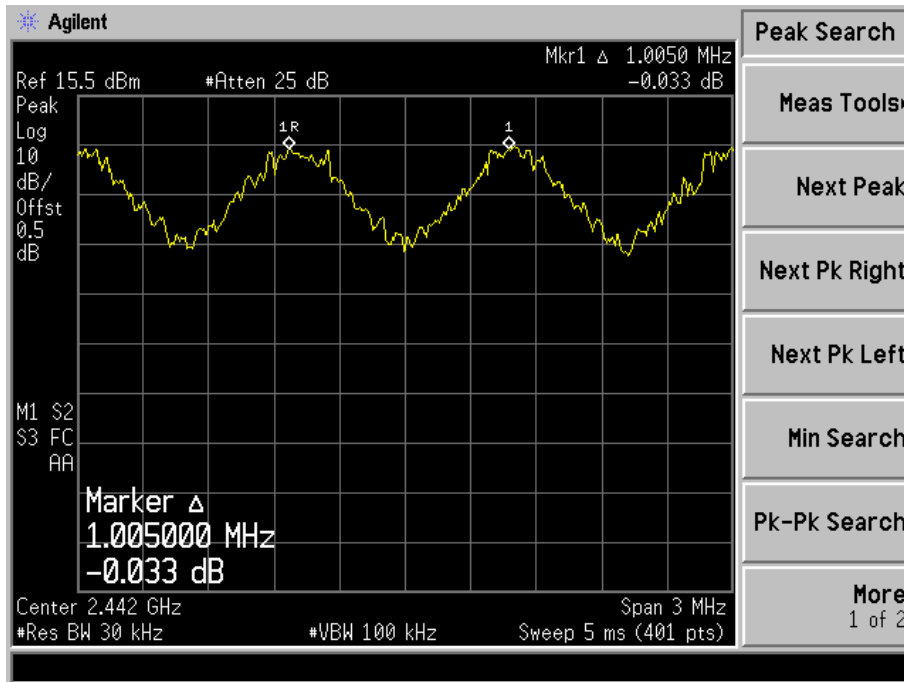 Agilent
Peak Search
Mkr1 Δ 1.0050 MHz
Ref 15.5 dBm #Atten 25 dB -0.033 dB
Peak
Log
10
dB/
Offst
0.5
dB
1R
1
Meas Tools
Next Peak
Next Pk Right
Next Pk Left
M1 S2
S3 FC
AA
Min Search
Marker Δ
1.005000 MHz
-0.033 dB
Pk-Pk Search
Center 2.442 GHz Span 3 MHz
#Res BW 30 kHz #VBW 100 kHz Sweep 5 ms (401 pts)
More
1 of 2